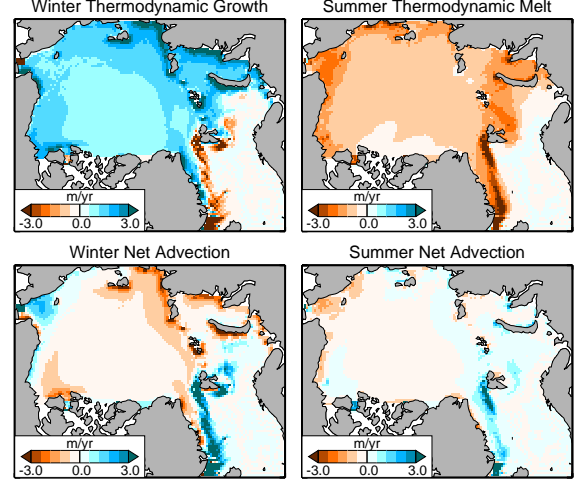 Winter Thermodynamic Growth
Summer Thermodynamic Melt
m/yr
-3.0 0.0 3.0
m/yr
-3.0 0.0 3.0
Winter Net Advection
Summer Net Advection
m/yr
-3.0 0.0 3.0
m/yr
-3.0 0.0 3.0